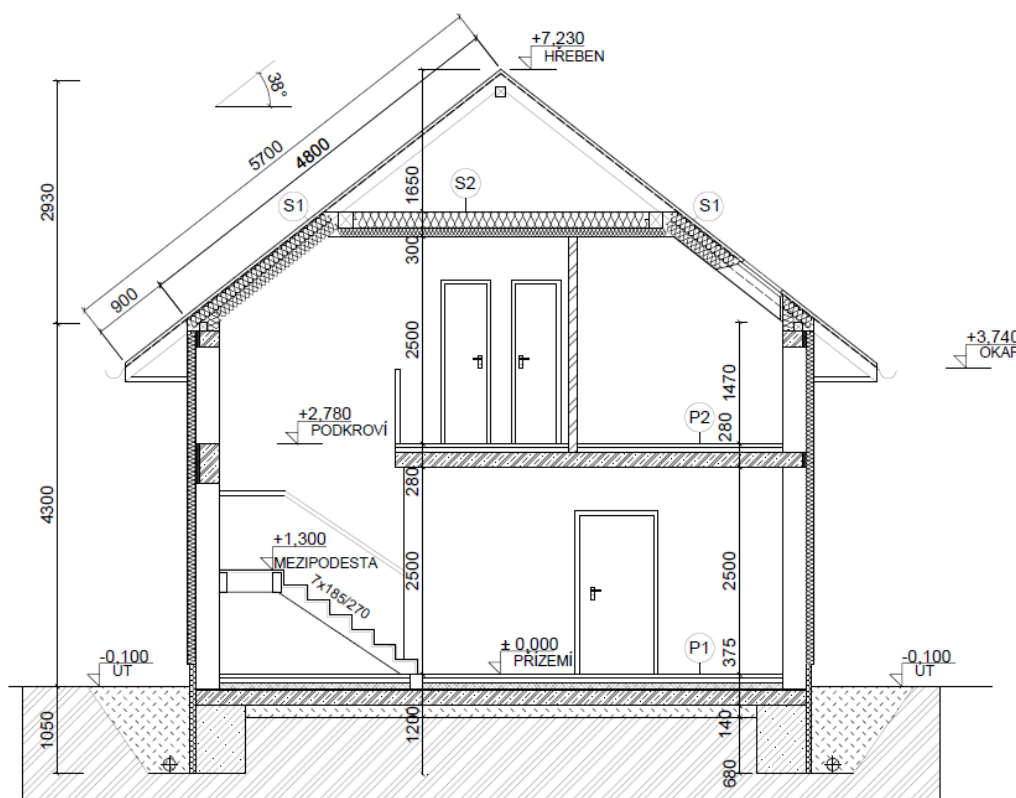 +7,230
HŘEBEN
38°
5700
4800
2930
1650
S1
S2
S1
300
900
2500
+3,740
OKAP
1470
+2,780
PODKROVÍ
P2
280
280
4300
+1,300
MEZIPODESTA
7x185/270
2500
2500
± 0,000
PŘÍZEMÍ
P1
375
-0,100
ÚT
-0,100
ÚT
1050
1200
140
680